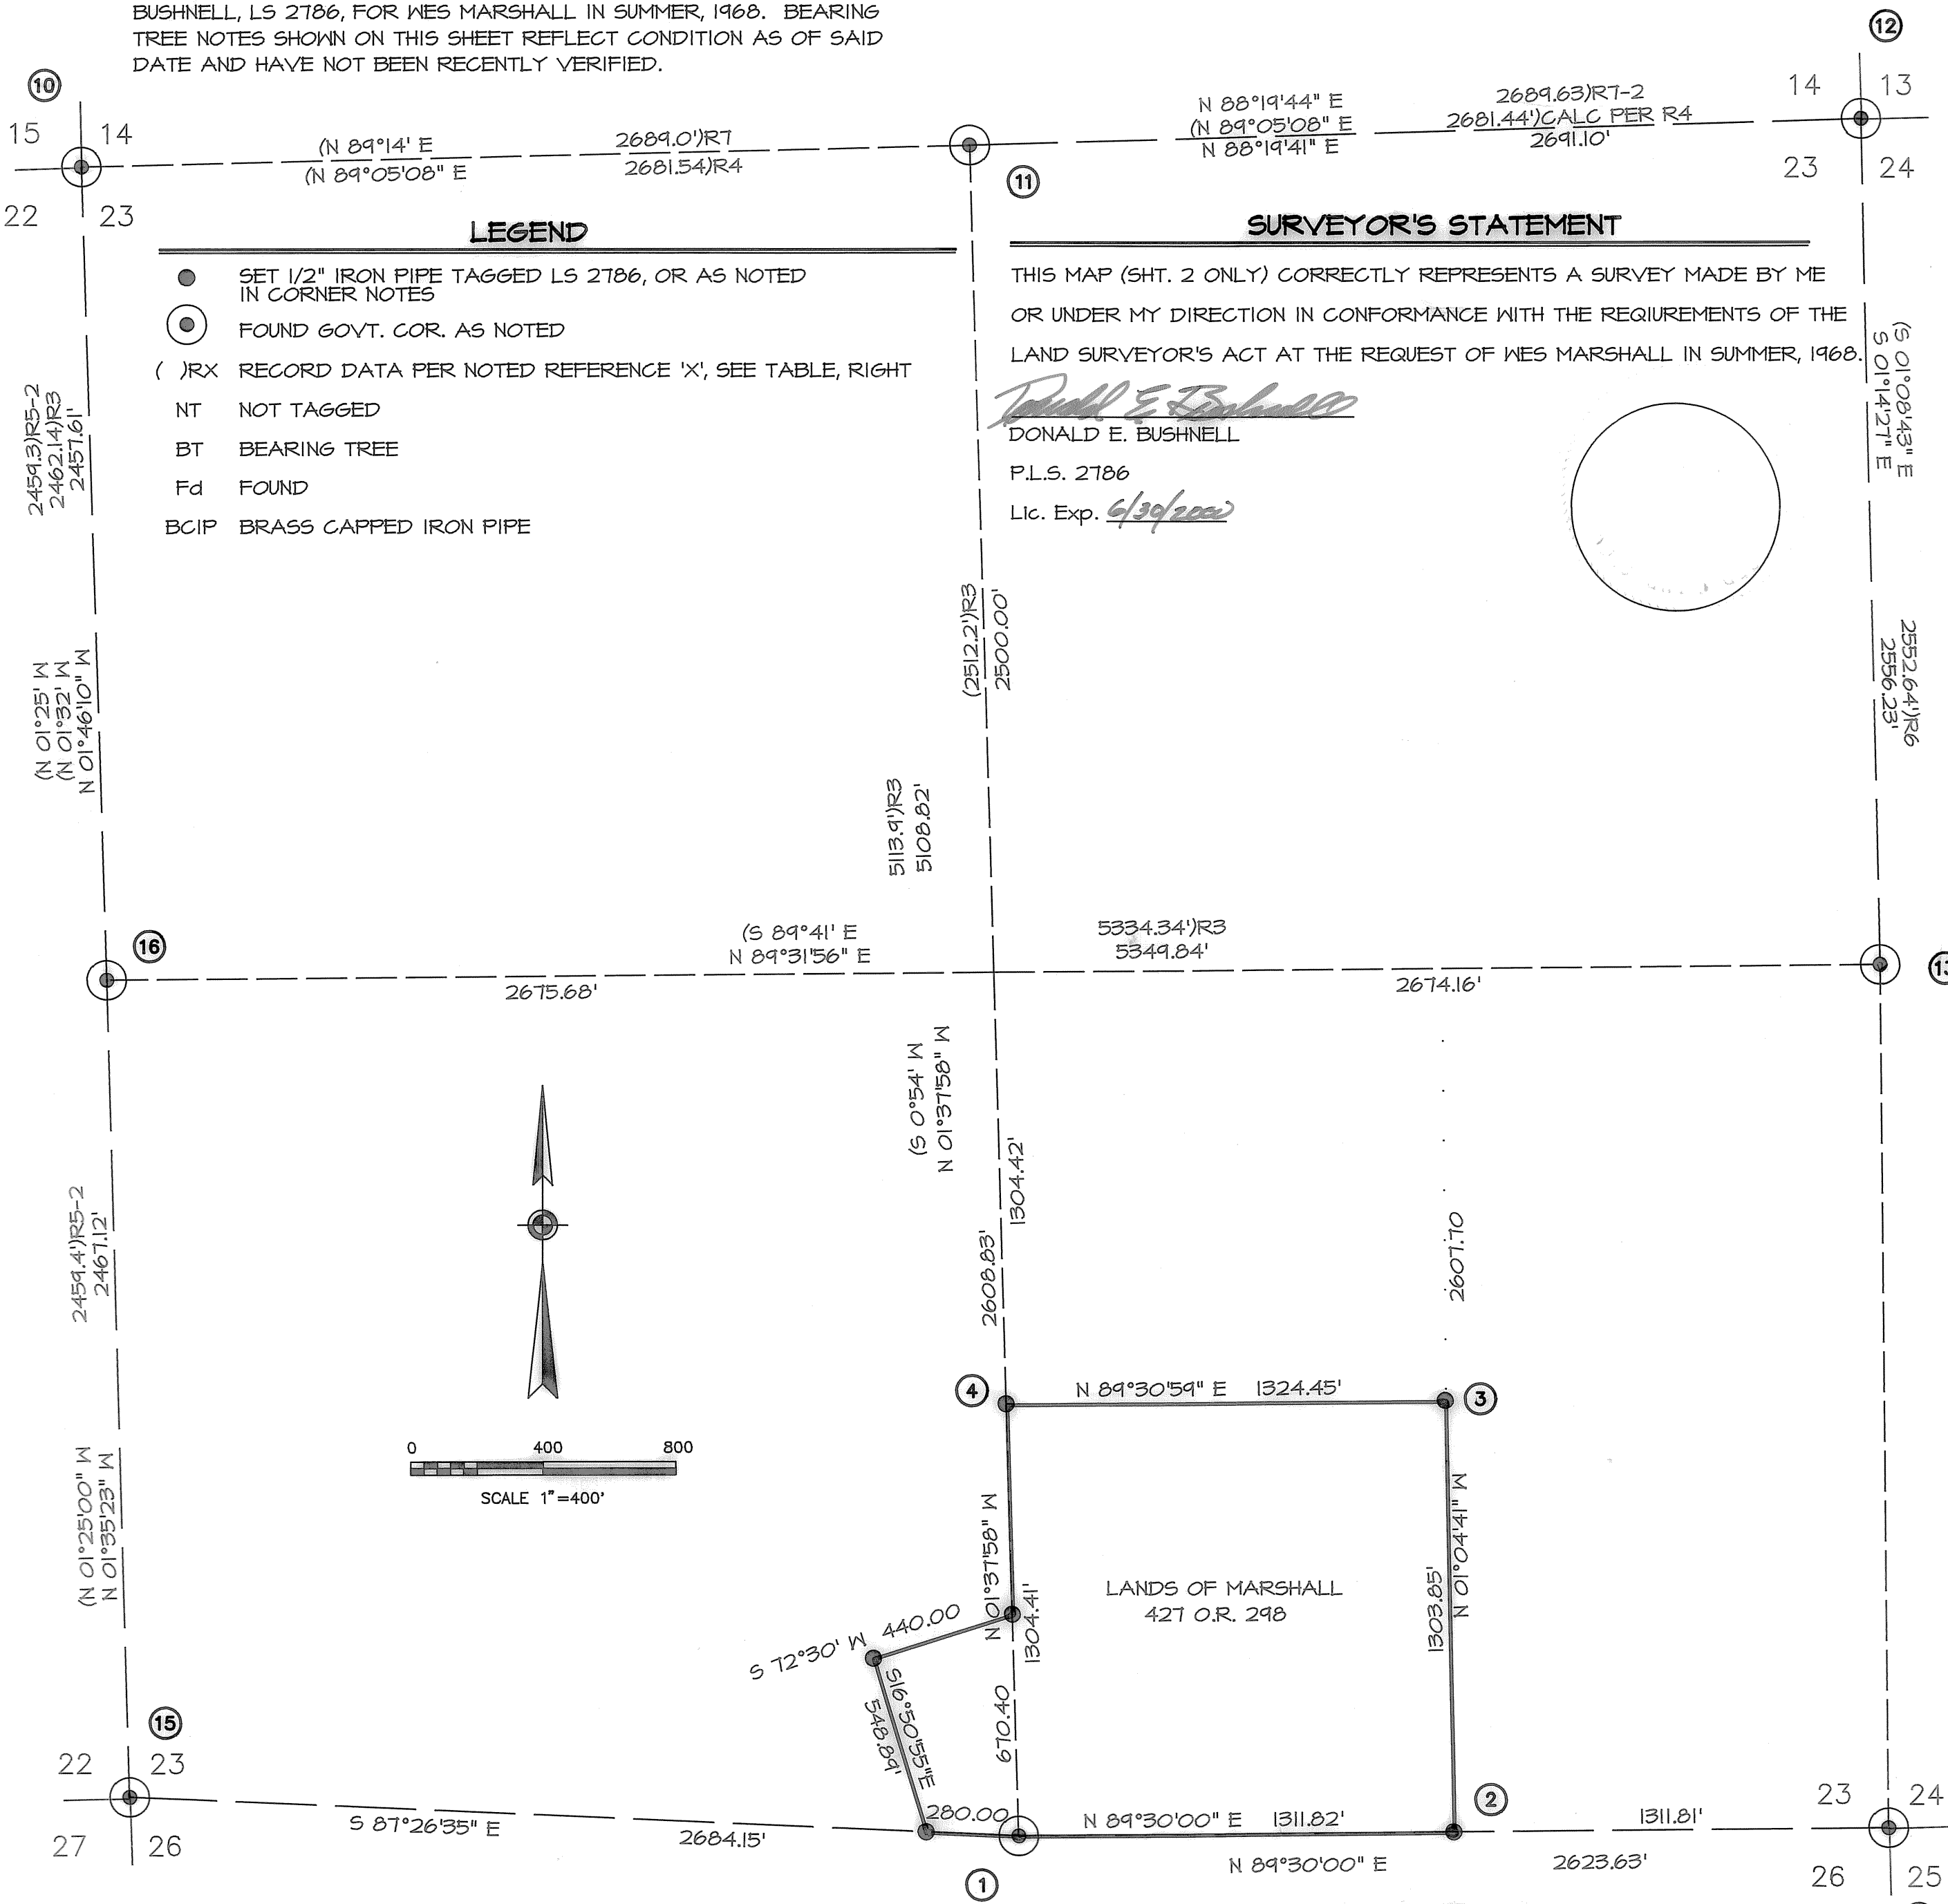 BUSHNELL, LS 2786, FOR WES MARSHALL IN SUMMER, 1968. BEARING
TREE NOTES SHOWN ON THIS SHEET REFLECT CONDITION AS OF SAID
DATE AND HAVE NOT BEEN RECENTLY VERIFIED.
10
15 14
22 23
(N 89°14' E 2689.0')R7
(N 89°05'08" E 2681.54)R4
11
N 88°19'44" E 2689.63)R7-2
(N 89°05'08" E 2681.44')CALC PER R4
N 88°19'41" E 2691.10'
12
14 13
23 24
LEGEND
SET 1/2" IRON PIPE TAGGED LS 2786, OR AS NOTED
IN CORNER NOTES
FOUND GOVT. COR. AS NOTED
( )RX RECORD DATA PER NOTED REFERENCE 'X', SEE TABLE, RIGHT
NT NOT TAGGED
BT BEARING TREE
Fd FOUND
BCIP BRASS CAPPED IRON PIPE
SURVEYOR'S STATEMENT
THIS MAP (SHT. 2 ONLY) CORRECTLY REPRESENTS A SURVEY MADE BY ME
OR UNDER MY DIRECTION IN CONFORMANCE WITH THE REQIUREMENTS OF THE
LAND SURVEYOR'S ACT AT THE REQUEST OF WES MARSHALL IN SUMMER, 1968.
Donald E Bushnell
DONALD E. BUSHNELL
P.L.S. 2786
Lic. Exp. 6/30/2000
(S 01°08'43" E
S 01°14'27" E
2552.64')R6
2556.23'
2459.3)R5-2
2462.14)R3
2457.61'
(N 01°25' W
(N 01°32' W
N 01°46'10" W
(2512.2')R3
2500.00'
5113.9')R3
5108.82'
16
(S 89°41' E 5334.34')R3
N 89°31'56" E 5349.84'
13
2675.68'
2674.16'
(S 0°54' W
N 01°37'58" W
1304.42'
2608.83'
2607.70
2459.4')R5-2
2467.12'
(N 01°25'00" W
N 01°35'23" W
0 400 800
SCALE 1"=400'
4
N 89°30'59" E 1324.45'
3
N 01°37'58" W
1304.41'
N 01°04'41" W
1303.85'
LANDS OF MARSHALL
427 O.R. 298
S 72°30' W 440.00
S16°50'55"E
548.89'
670.40
15
22 23
27 26
S 87°26'35" E 2684.15'
280.00
1
N 89°30'00" E 1311.82'
2
1311.81'
N 89°30'00" E 2623.63'
23 24
26 25